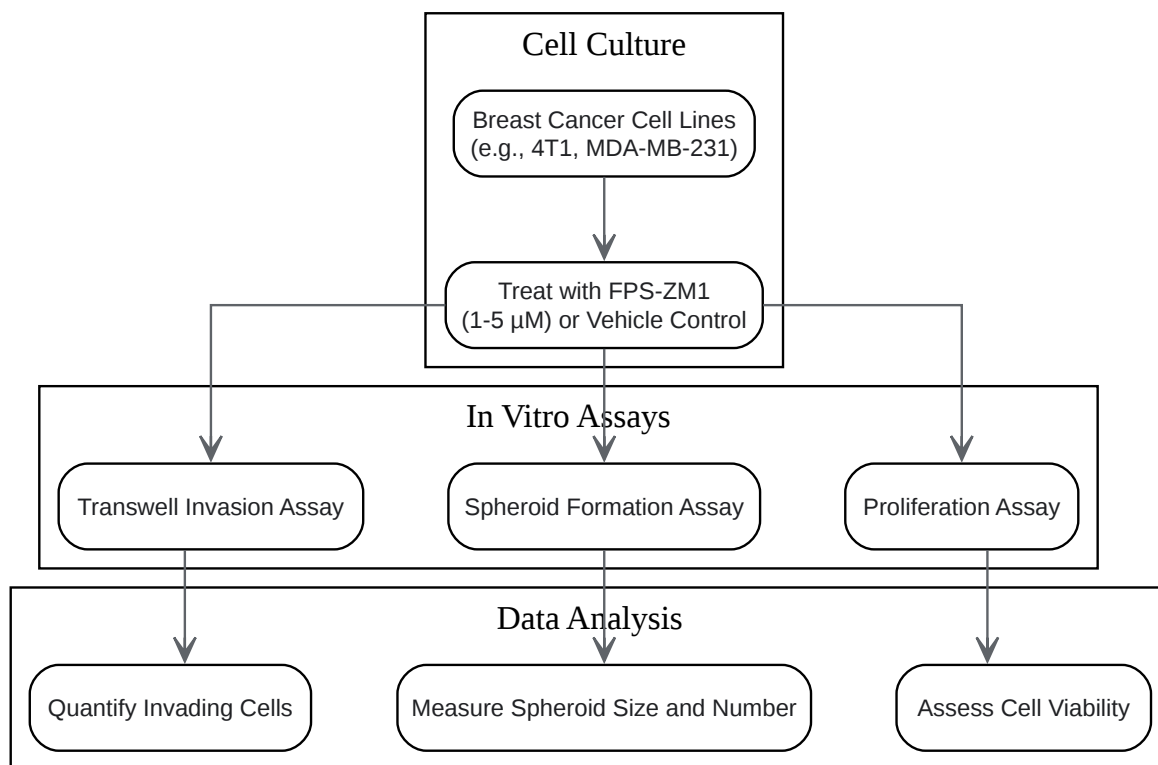 Cell Culture
Breast Cancer Cell Lines
(e.g., 4T1, MDA-MB-231)
Treat with FPS-ZM1
(1-5 µM) or Vehicle Control
In Vitro Assays
Transwell Invasion Assay
Spheroid Formation Assay
Proliferation Assay
Data Analysis
Quantify Invading Cells
Measure Spheroid Size and Number
Assess Cell Viability